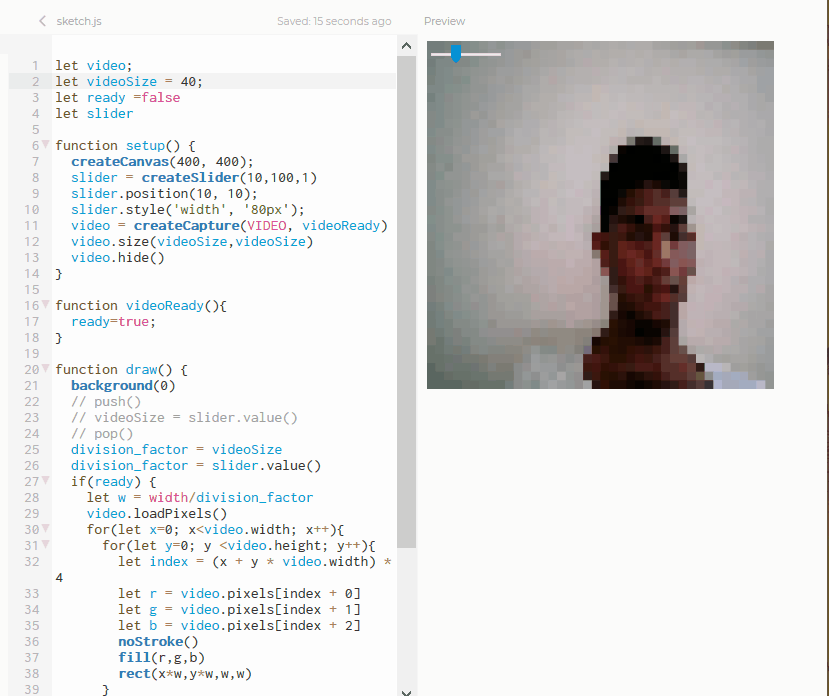 sketch.js Saved: 15 seconds ago Preview
1 let video;
2 let videoSize = 40;
3 let ready =false
4 let slider
5
6 function setup() {
7 createCanvas(400, 400);
8 slider = createSlider(10,100,1)
9 slider.position(10, 10);
10 slider.style('width', '80px');
11 video = createCapture(VIDEO, videoReady)
12 video.size(videoSize,videoSize)
13 video.hide()
14 }
15
16 function videoReady(){
17 ready=true;
18 }
19
20 function draw() {
21 background(0)
22 // push()
23 // videoSize = slider.value()
24 // pop()
25 division_factor = videoSize
26 division_factor = slider.value()
27 if(ready) {
28 let w = width/division_factor
29 video.loadPixels()
30 for(let x=0; x<video.width; x++){
31 for(let y=0; y <video.height; y++){
32 let index = (x + y * video.width) *
4
33 let r = video.pixels[index + 0]
34 let g = video.pixels[index + 1]
35 let b = video.pixels[index + 2]
36 noStroke()
37 fill(r,g,b)
38 rect(x*w,y*w,w,w)
39 }